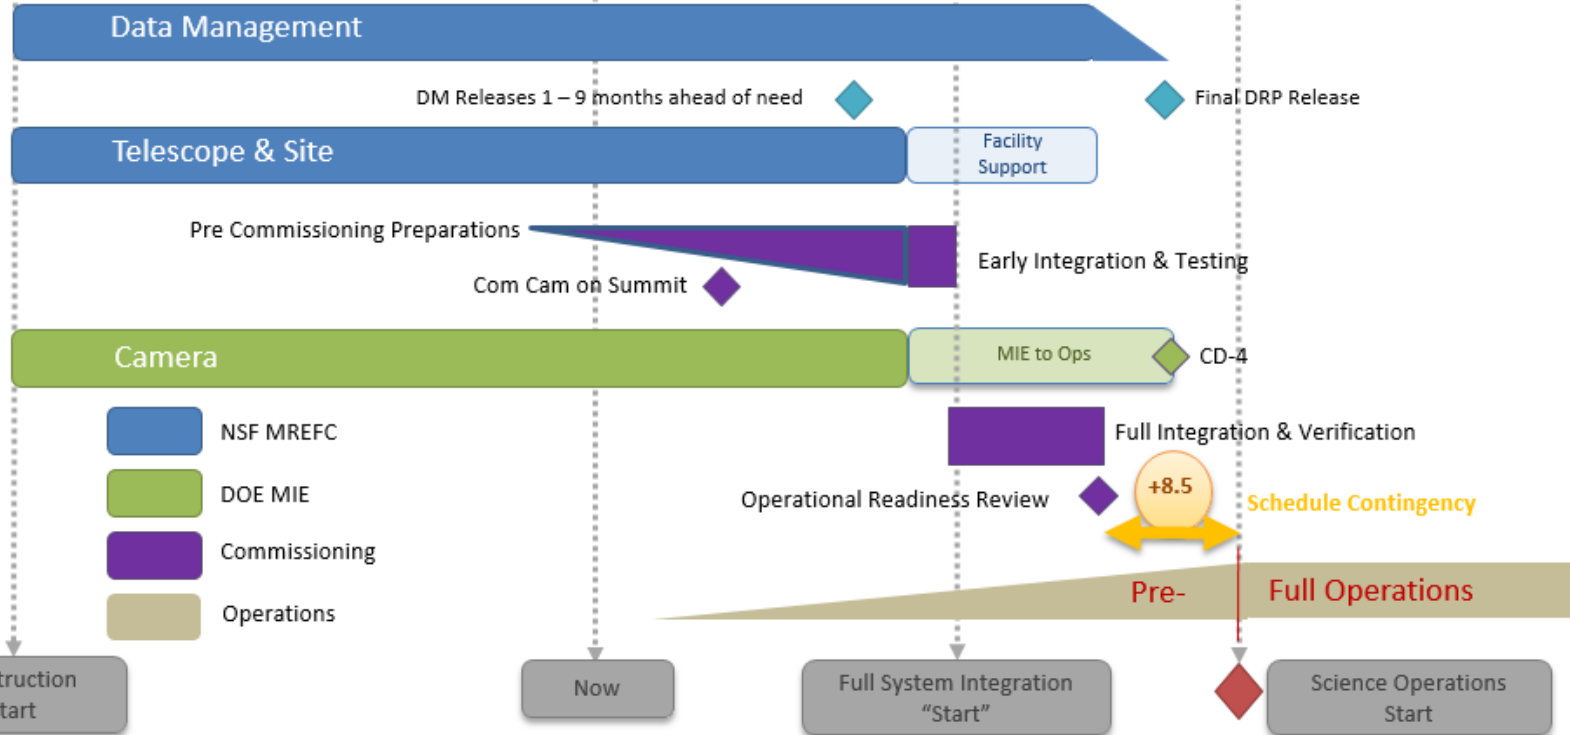 Data Management
DM Releases 1 – 9 months ahead of need
Final DRP Release
Telescope & Site
Facility
Support
Pre Commissioning Preparations
Early Integration & Testing
Com Cam on Summit
Camera
MIE to Ops
CD-4
NSF MREFC
Full Integration & Verification
DOE MIE
Operational Readiness Review
+8.5
Schedule Contingency
Commissioning
Pre-
Full Operations
Operations
truction
tart
Now
Full System Integration
“Start”
Science Operations
Start